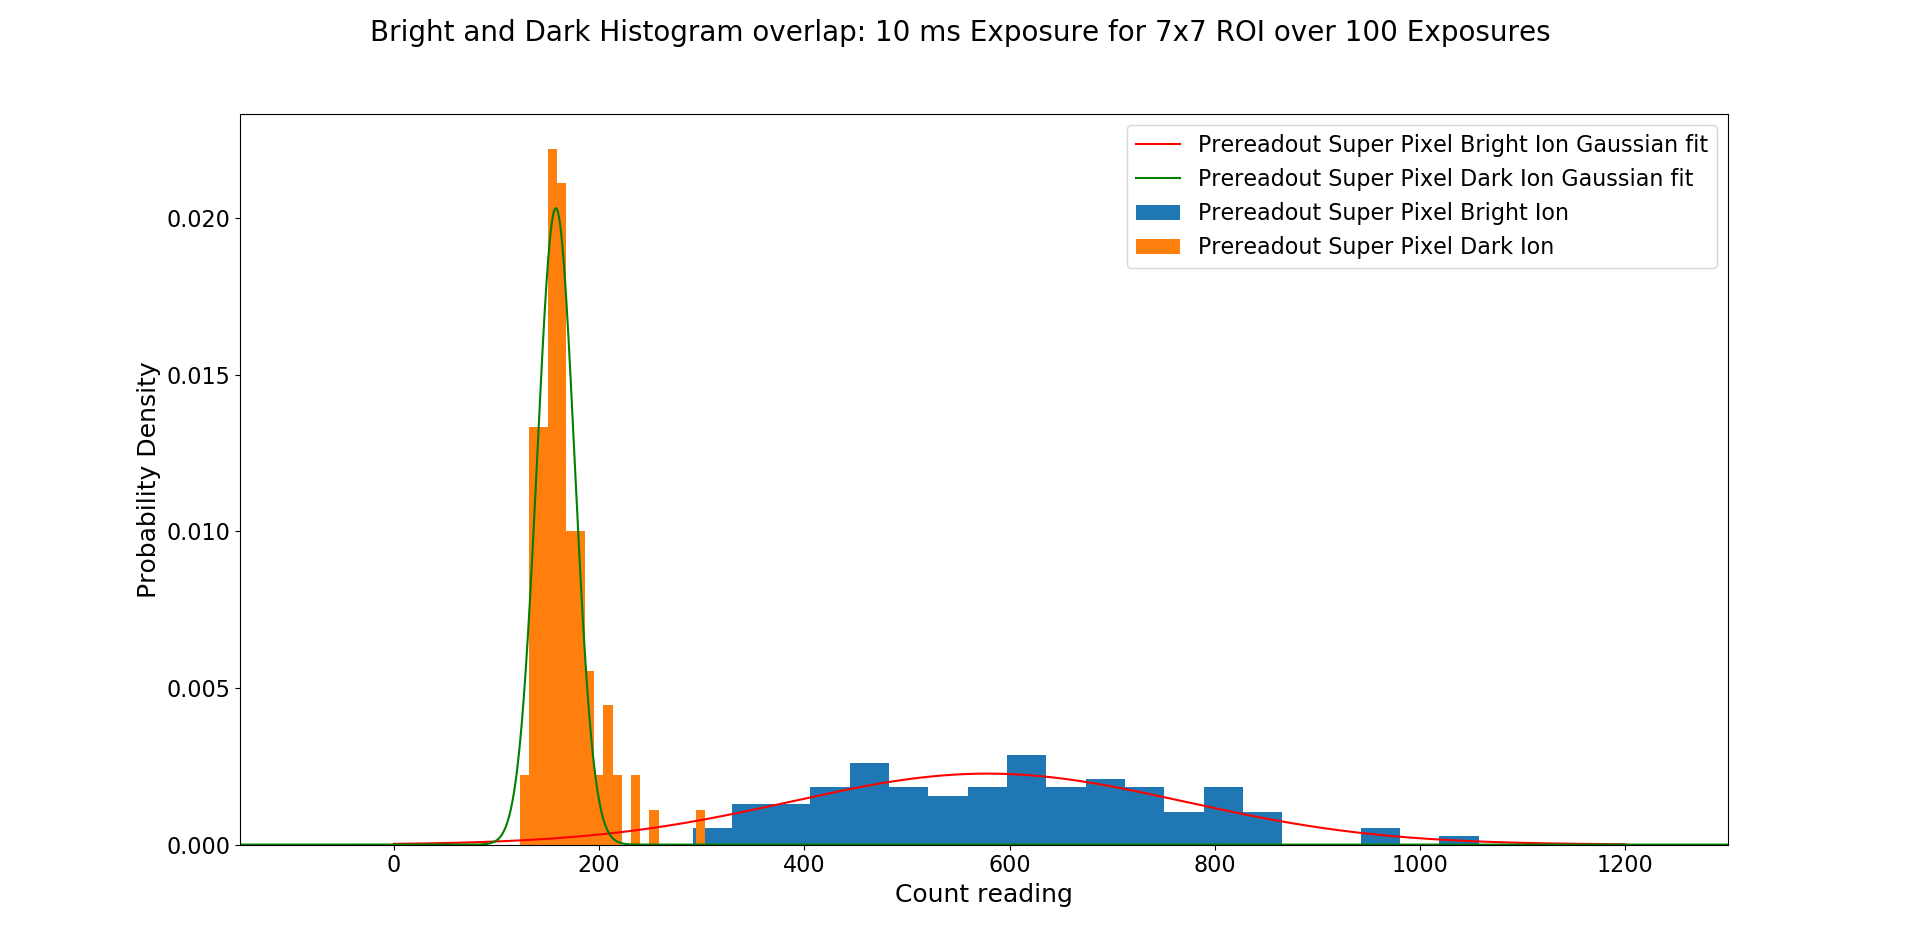 Bright and Dark Histogram overlap: 10 ms Exposure for 7x7 ROI over 100 Exposures
Prereadout Super Pixel Bright Ion Gaussian fit
Prereadout Super Pixel Dark Ion Gaussian fit
Prereadout Super Pixel Bright Ion
Prereadout Super Pixel Dark Ion
Probability Density
0.020
0.015
0.010
0.005
0.000
0 200 400 600 800 1000 1200
Count reading